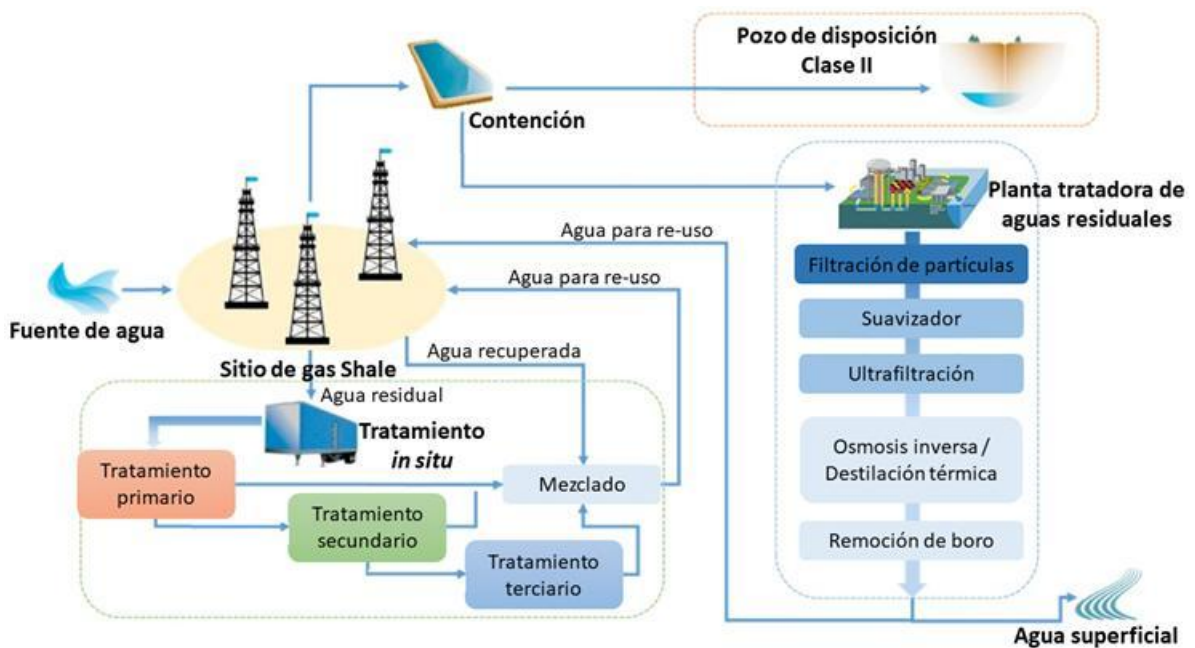 Pozo de disposición
Clase II
Contención
Planta tratadora de
aguas residuales
Agua para re-uso
Filtración de partículas
Agua para re-uso
Suavizador
Fuente de agua
Agua recuperada
Sitio de gas Shale
Ultrafiltración
Agua residual
Tratamiento
in situ
Osmosis inversa /
Destilación térmica
Tratamiento
primario
Mezclado
Tratamiento
secundario
Remoción de boro
Tratamiento
terciario
Agua superficial